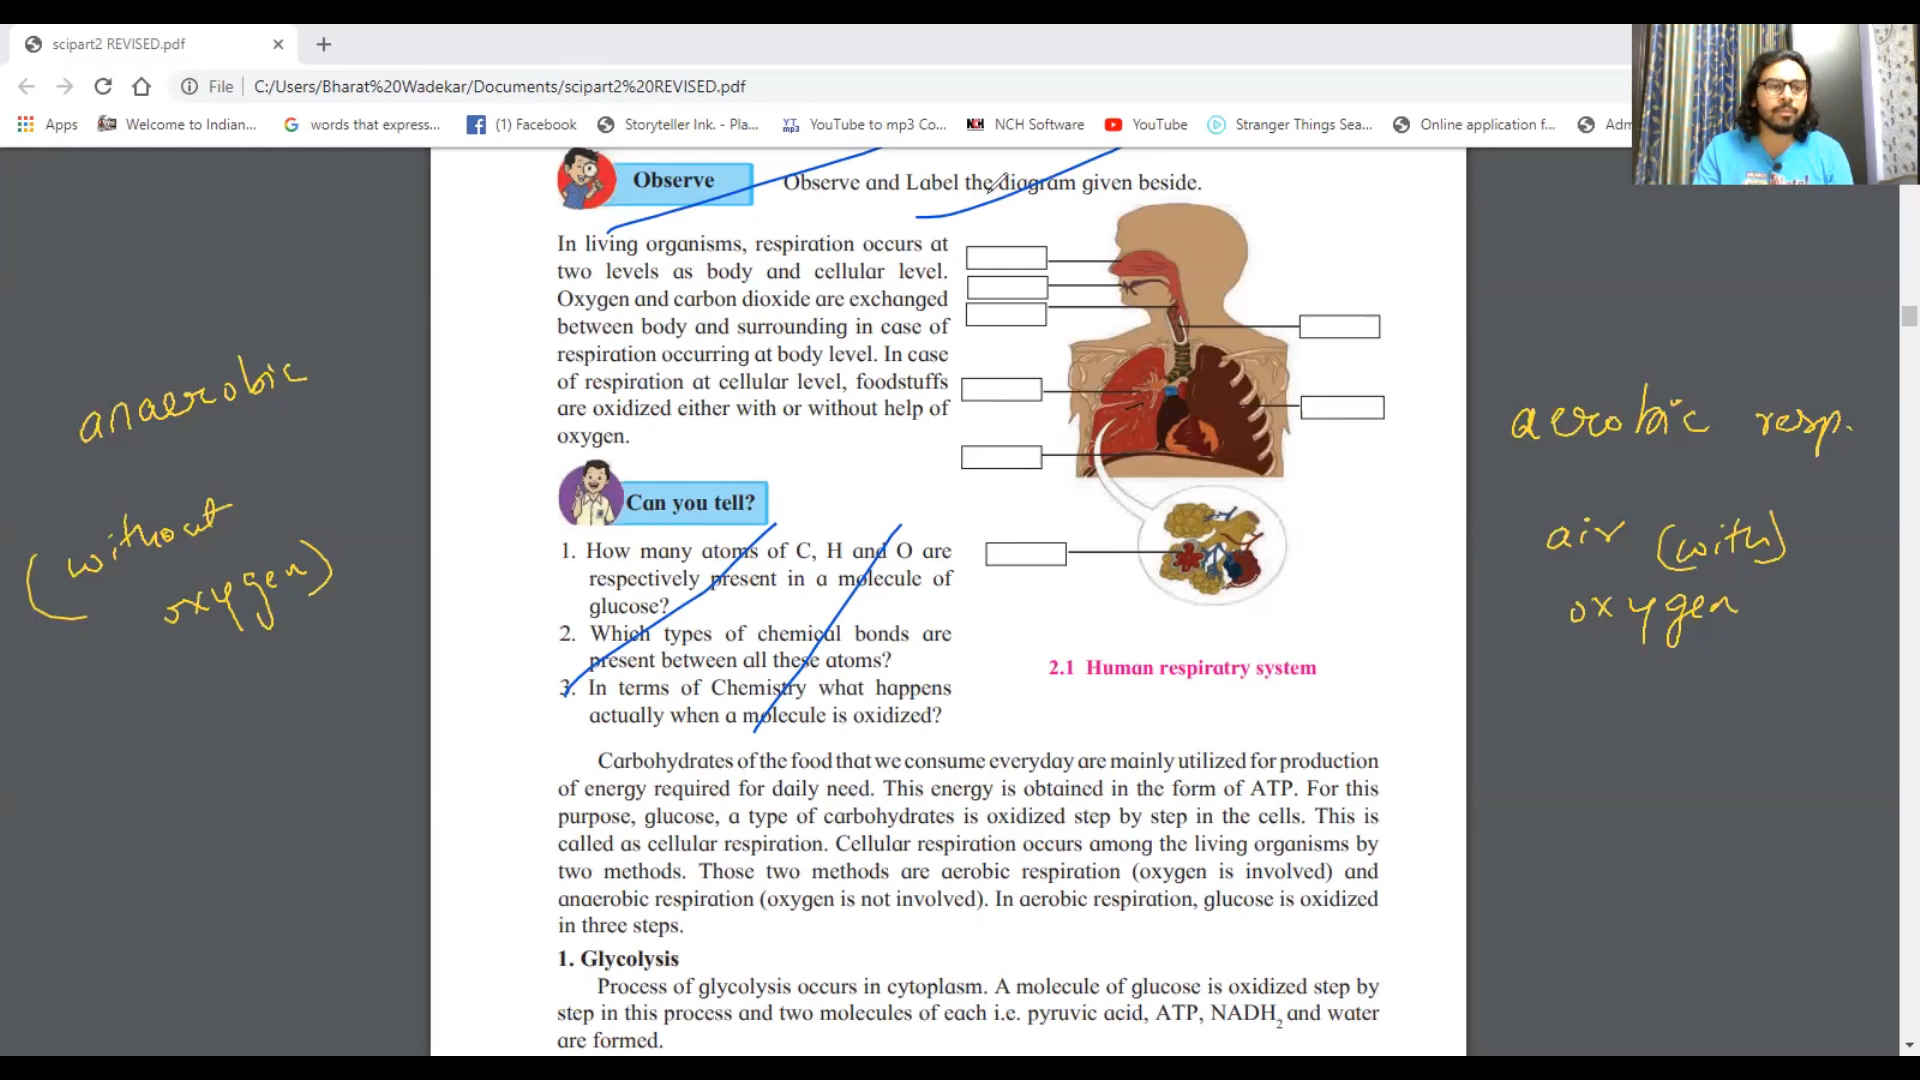 scipart2 REVISED.pdf
File C:/Users/Bharat%20Wadekar/Documents/scipart2%20REVISED.pdf
Apps Welcome to Indian... words that express... (1) Facebook Storyteller Ink. - Pla... YouTube to mp3 Co... NCH Software YouTube Stranger Things Sea... Online application f... Adm
Observe
Observe and Label the diagram given beside.
In living organisms, respiration occurs at
two levels as body and cellular level.
Oxygen and carbon dioxide are exchanged
between body and surrounding in case of
respiration occurring at body level. In case
of respiration at cellular level, foodstuffs
are oxidized either with or without help of
oxygen.
anaerobic
(without
oxygen)
aerobic resp.
air (with)
oxygen
Can you tell?
1. How many atoms of C, H and O are
respectively present in a molecule of
glucose?
2. Which types of chemical bonds are
present between all these atoms?
3. In terms of Chemistry what happens
actually when a molecule is oxidized?
2.1 Human respiratry system
Carbohydrates of the food that we consume everyday are mainly utilized for production
of energy required for daily need. This energy is obtained in the form of ATP. For this
purpose, glucose, a type of carbohydrates is oxidized step by step in the cells. This is
called as cellular respiration. Cellular respiration occurs among the living organisms by
two methods. Those two methods are aerobic respiration (oxygen is involved) and
anaerobic respiration (oxygen is not involved). In aerobic respiration, glucose is oxidized
in three steps.
1. Glycolysis
Process of glycolysis occurs in cytoplasm. A molecule of glucose is oxidized step by
step in this process and two molecules of each i.e. pyruvic acid, ATP, NADH₂ and water
are formed.